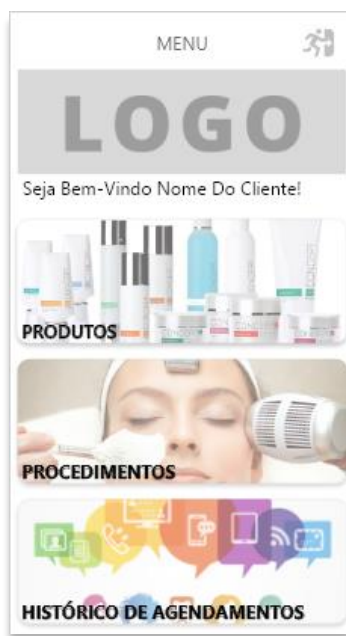 MENU
LOGO
Seja Bem-Vindo Nome Do Cliente!
PRODUTOS
PROCEDIMENTOS
HISTÓRICO DE AGENDAMENTOS